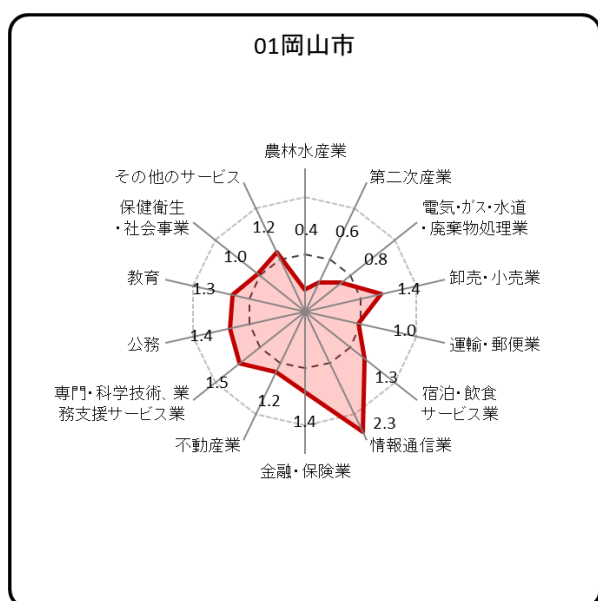 01岡山市
農林水産業
0.4
第二次産業
0.6
電気・ガス・水道
・廃棄物処理業
0.8
卸売・小売業
1.4
運輸・郵便業
1.0
宿泊・飲食
サービス業
1.3
情報通信業
2.3
金融・保険業
1.4
不動産業
1.2
専門・科学技術、業
務支援サービス業
1.5
公務
1.4
教育
1.3
保健衛生
・社会事業
1.0
その他のサービス
1.2